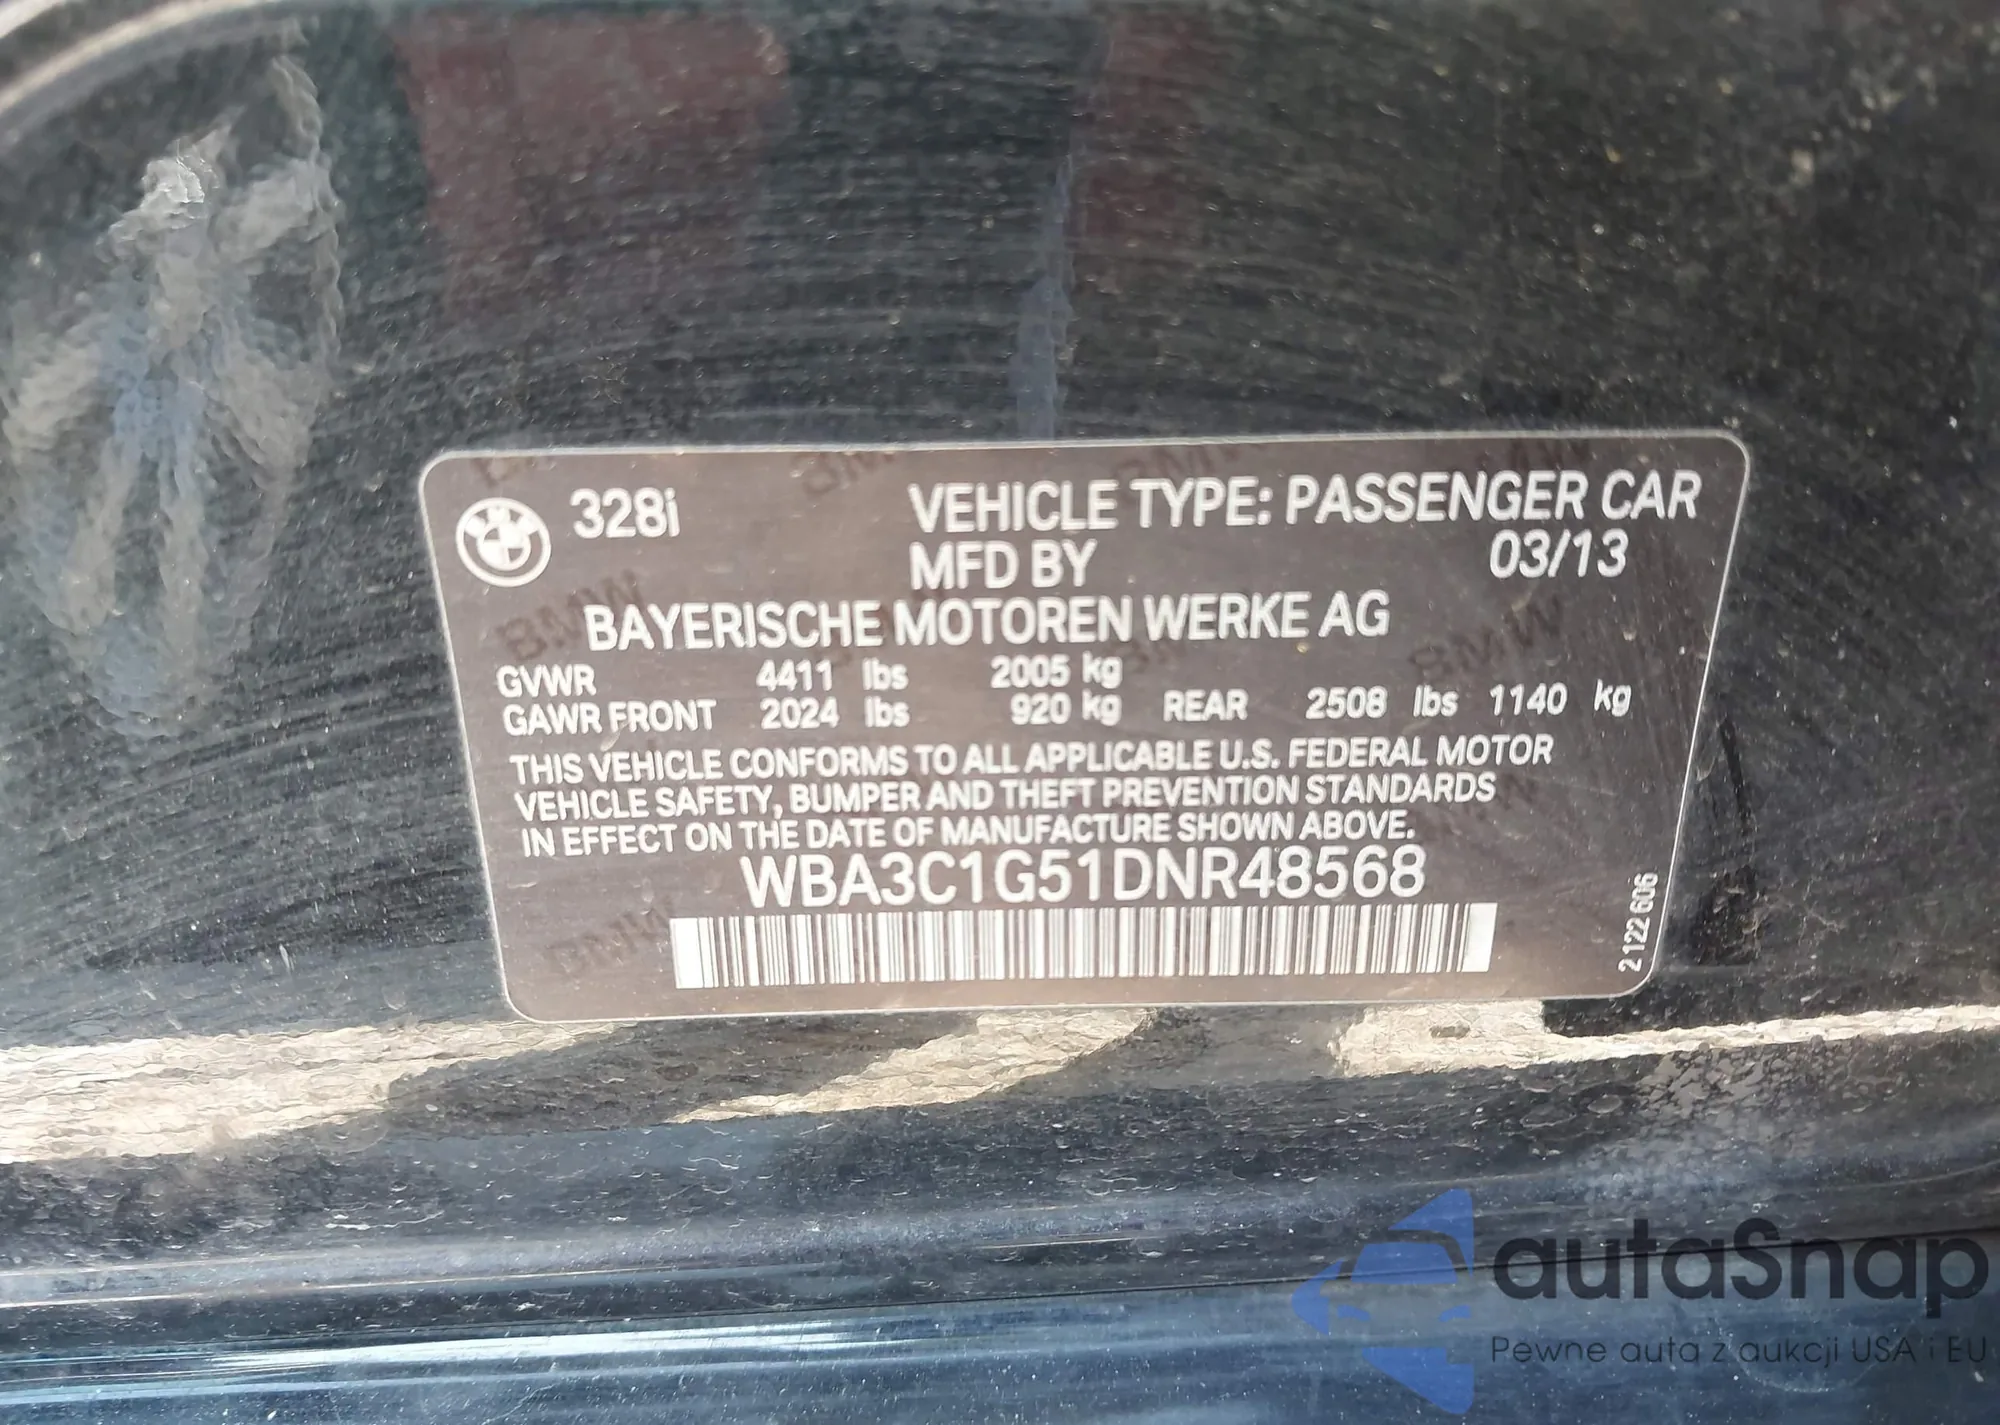 328i
VEHICLE TYPE: PASSENGER CAR
MFD BY 03/13
BAYERISCHE MOTOREN WERKE AG
GVWR 4411 lbs 2005 kg
GAWR FRONT 2024 lbs 920 kg REAR 2508 lbs 1140 kg
THIS VEHICLE CONFORMS TO ALL APPLICABLE U.S. FEDERAL MOTOR
VEHICLE SAFETY, BUMPER AND THEFT PREVENTION STANDARDS
IN EFFECT ON THE DATE OF MANUFACTURE SHOWN ABOVE.
WBA3C1G51DNR48568
2 122 606
autaSnap
Pewne auta z aukcji USA i EU